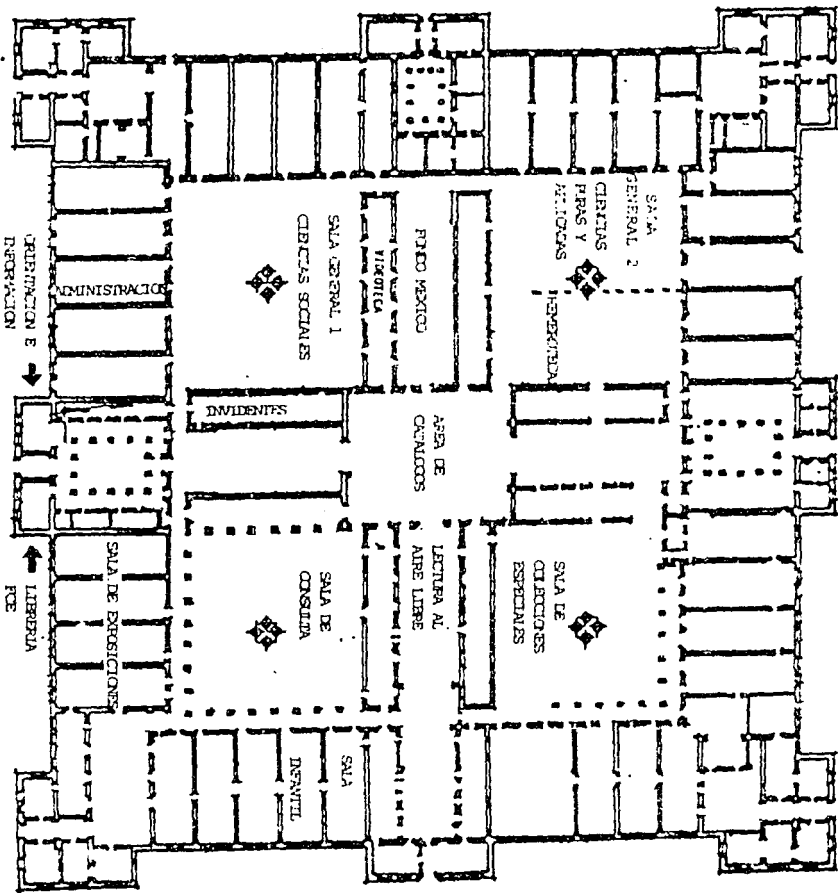 SALA
GENERAL 2
CIENCIAS
PURAS Y
APLICADAS
HEMEROTECA
FONDO MEXICO
VIDEOTECA
SALA GENERAL 1
CIENCIAS SOCIALES
ADMINISTRACIO
ORIENTACION E
INFORMACION
INVIDENTES
AREA DE
CATALOGOS
LECTURA AL
AIRE LIBRE
SALA DE
COLECCIONES
ESPECIALES
SALA DE
CONSULTA
SALA DE EXPOSICIONES
LIBRERIA
FCE
SALA
INFANTIL